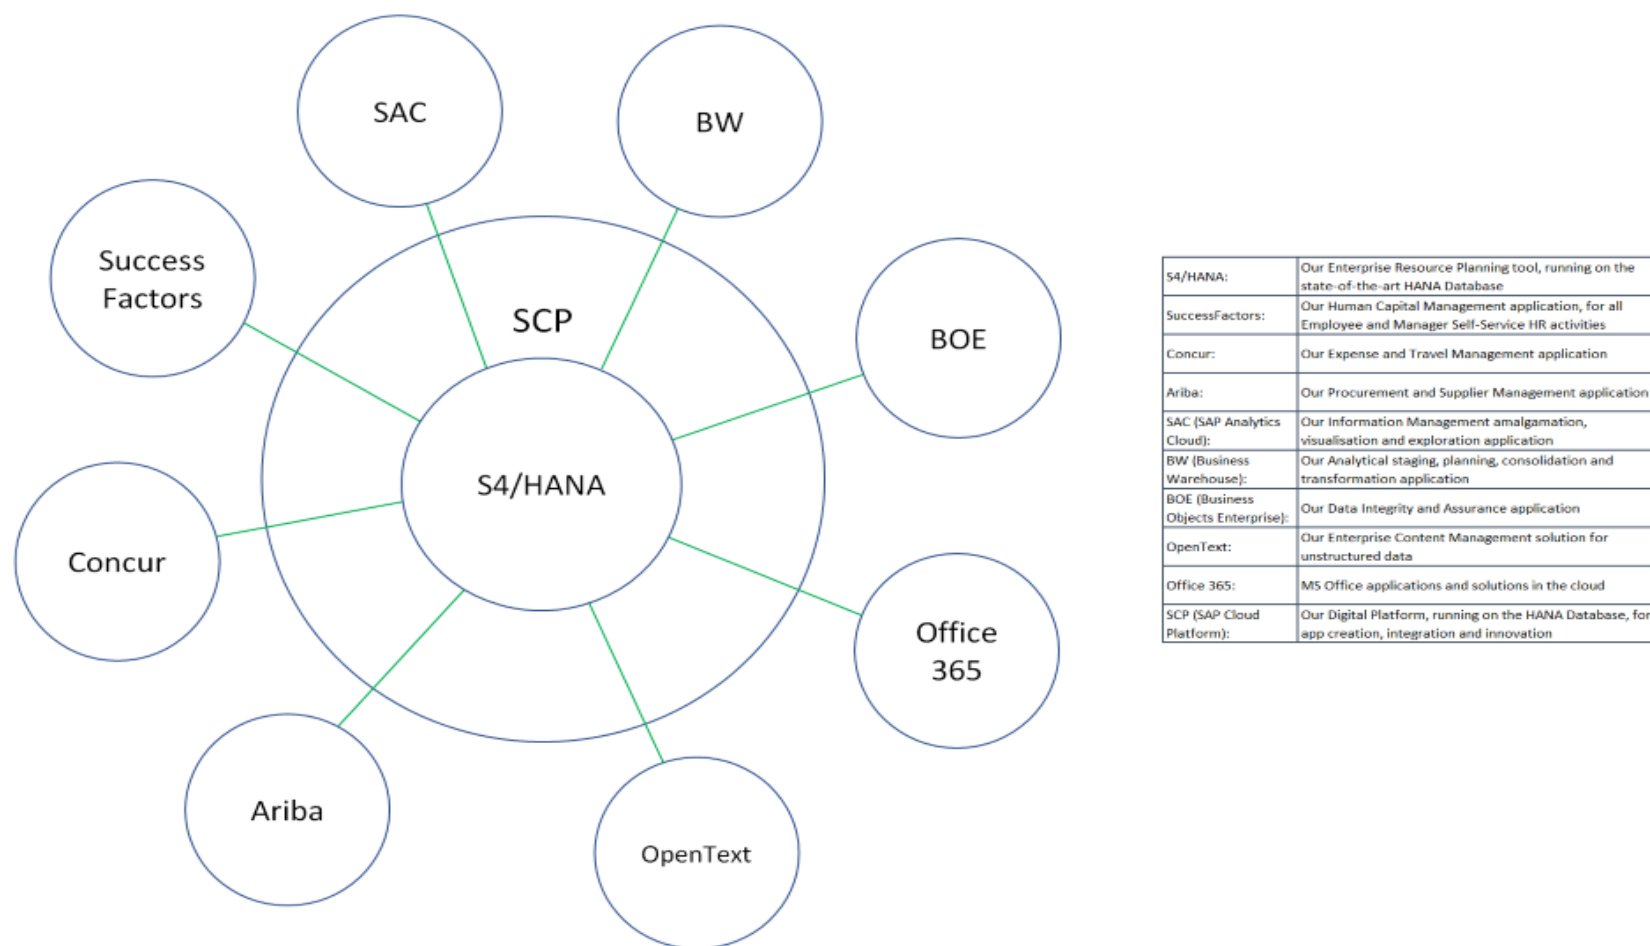 SAC
BW
Success
Factors
SCP
BOE
S4/HANA
Concur
Office
365
Ariba
OpenText
S4/HANA:
Our Enterprise Resource Planning tool, running on the
state-of-the-art HANA Database
SuccessFactors:
Our Human Capital Management application, for all
Employee and Manager Self-Service HR activities
Concur:
Our Expense and Travel Management application
Ariba:
Our Procurement and Supplier Management application
SAC (SAP Analytics
Cloud):
Our Information Management amalgamation,
visualisation and exploration application
BW (Business
Warehouse):
Our Analytical staging, planning, consolidation and
transformation application
BOE (Business
Objects Enterprise):
Our Data Integrity and Assurance application
OpenText:
Our Enterprise Content Management solution for
unstructured data
Office 365:
MS Office applications and solutions in the cloud
SCP (SAP Cloud
Platform):
Our Digital Platform, running on the HANA Database, for
app creation, integration and innovation